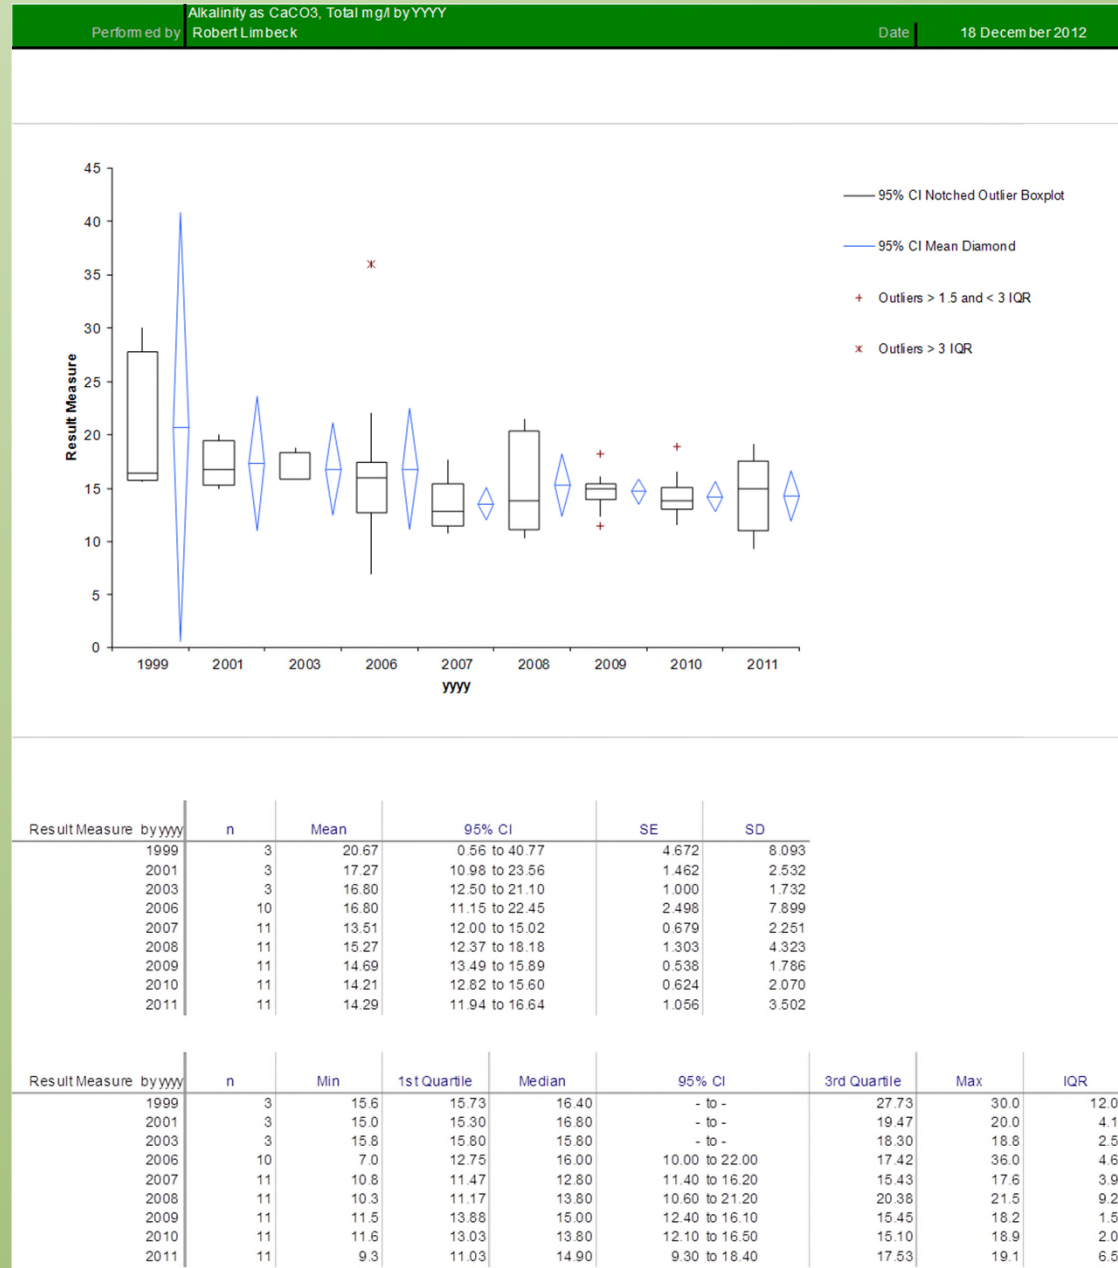 Alkalinity as CaCO3, Total mg/l by YYYY
Performed by Robert Limbeck Date 18 December 2012
45
40
35
30
25
20
15
10
5
0
Result Measure
1999 2001 2003 2006 2007 2008 2009 2010 2011
yyyy
95% CI Notched Outlier Boxplot
95% CI Mean Diamond
+ Outliers > 1.5 and < 3 IQR
× Outliers > 3 IQR
Result Measure by yyyy n Mean 95% CI SE SD
1999 3 20.67 0.56 to 40.77 4.672 8.093
2001 3 17.27 10.98 to 23.56 1.462 2.532
2003 3 16.80 12.50 to 21.10 1.000 1.732
2006 10 16.80 11.15 to 22.45 2.498 7.899
2007 11 13.51 12.00 to 15.02 0.679 2.251
2008 11 15.27 12.37 to 18.18 1.303 4.323
2009 11 14.69 13.49 to 15.89 0.538 1.786
2010 11 14.21 12.82 to 15.60 0.624 2.070
2011 11 14.29 11.94 to 16.64 1.056 3.502
Result Measure by yyyy n Min 1st Quartile Median 95% CI 3rd Quartile Max IQR
1999 3 15.6 15.73 16.40 - to - 27.73 30.0 12.0
2001 3 15.0 15.30 16.80 - to - 19.47 20.0 4.1
2003 3 15.8 15.80 15.80 - to - 18.30 18.8 2.5
2006 10 7.0 12.75 16.00 10.00 to 22.00 17.42 36.0 4.6
2007 11 10.8 11.47 12.80 11.40 to 16.20 15.43 17.6 3.9
2008 11 10.3 11.17 13.80 10.60 to 21.20 20.38 21.5 9.2
2009 11 11.5 13.88 15.00 12.40 to 16.10 15.45 18.2 1.5
2010 11 11.6 13.03 13.80 12.10 to 16.50 15.10 18.9 2.0
2011 11 9.3 11.03 14.90 9.30 to 18.40 17.53 19.1 6.5